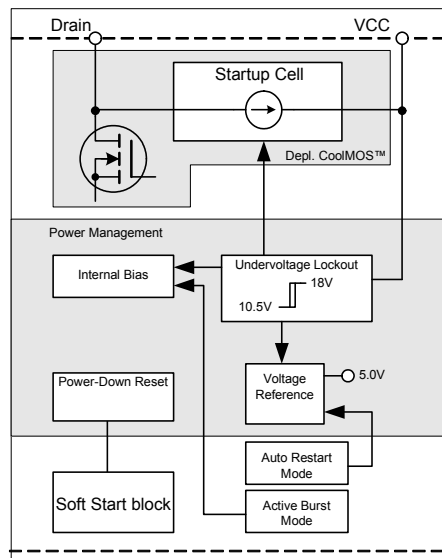 Drain
VCC
Startup Cell
Depl. CoolMOS™
Power Management
Internal Bias
Undervoltage Lockout
18V
10.5V
Power-Down Reset
Voltage
Reference
5.0V
Auto Restart
Mode
Soft Start block
Active Burst
Mode